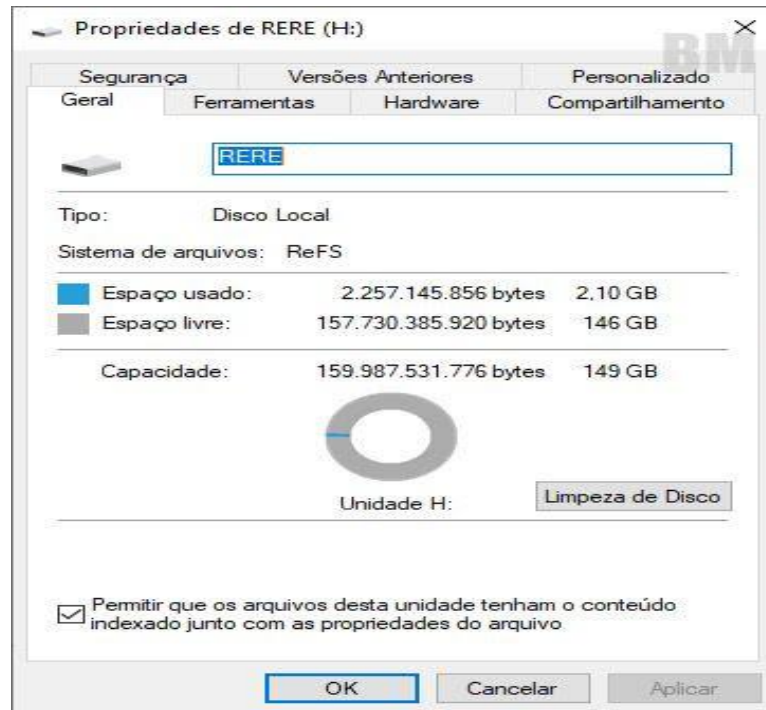 Propriedades de RERE (H:)
BM
Segurança Versões Anteriores Personalizado
Geral Ferramentas Hardware Compartilhamento
RERE
Tipo: Disco Local
Sistema de arquivos: ReFS
Espaço usado: 2.257.145.856 bytes 2,10 GB
Espaço livre: 157.730.385.920 bytes 146 GB
Capacidade: 159.987.531.776 bytes 149 GB
Unidade H:
Limpeza de Disco
Permitir que os arquivos desta unidade tenham o conteúdo
indexado junto com as propriedades do arquivo
OK Cancelar Aplicar